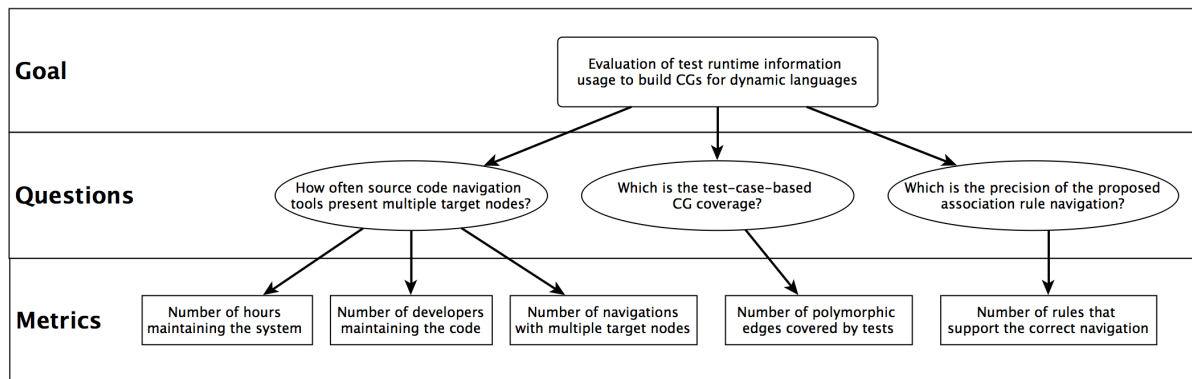 Goal
Evaluation of test runtime information
usage to build CGs for dynamic languages
Questions
How often source code navigation
tools present multiple target nodes?
Which is the test-case-based
CG coverage?
Which is the precision of the proposed
association rule navigation?
Metrics
Number of hours
maintaining the system
Number of developers
maintaining the code
Number of navigations
with multiple target nodes
Number of polymorphic
edges covered by tests
Number of rules that
support the correct navigation